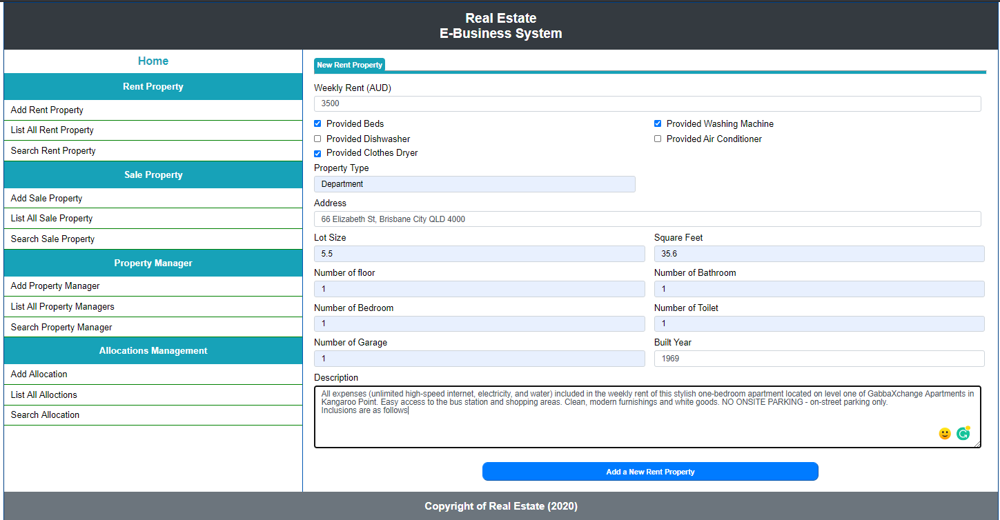 Real Estate
E-Business System
Home
Rent Property
Add Rent Property
List All Rent Property
Search Rent Property
Sale Property
Add Sale Property
List All Sale Property
Search Sale Property
Property Manager
Add Property Manager
List All Property Managers
Search Property Manager
Allocations Management
Add Allocation
List All Alloctions
Search Allocation
New Rent Property
Weekly Rent (AUD)
3500
Provided Beds
Provided Washing Machine
Provided Dishwasher
Provided Air Conditioner
Provided Clothes Dryer
Property Type
Department
Address
66 Elizabeth St, Brisbane City QLD 4000
Lot Size
Square Feet
5.5
35.6
Number of floor
Number of Bathroom
1
1
Number of Bedroom
Number of Toilet
1
1
Number of Garage
Built Year
1
1969
Description
All expenses (unlimited high-speed internet, electricity, and water) included in the weekly rent of this stylish one-bedroom apartment located on level one of GabbaXchange Apartments in
Kangaroo Point. Easy access to the bus station and shopping areas. Clean, modern furnishings and white goods. NO ONSITE PARKING - on-street parking only.
Inclusions are as follows
Add a New Rent Property
Copyright of Real Estate (2020)